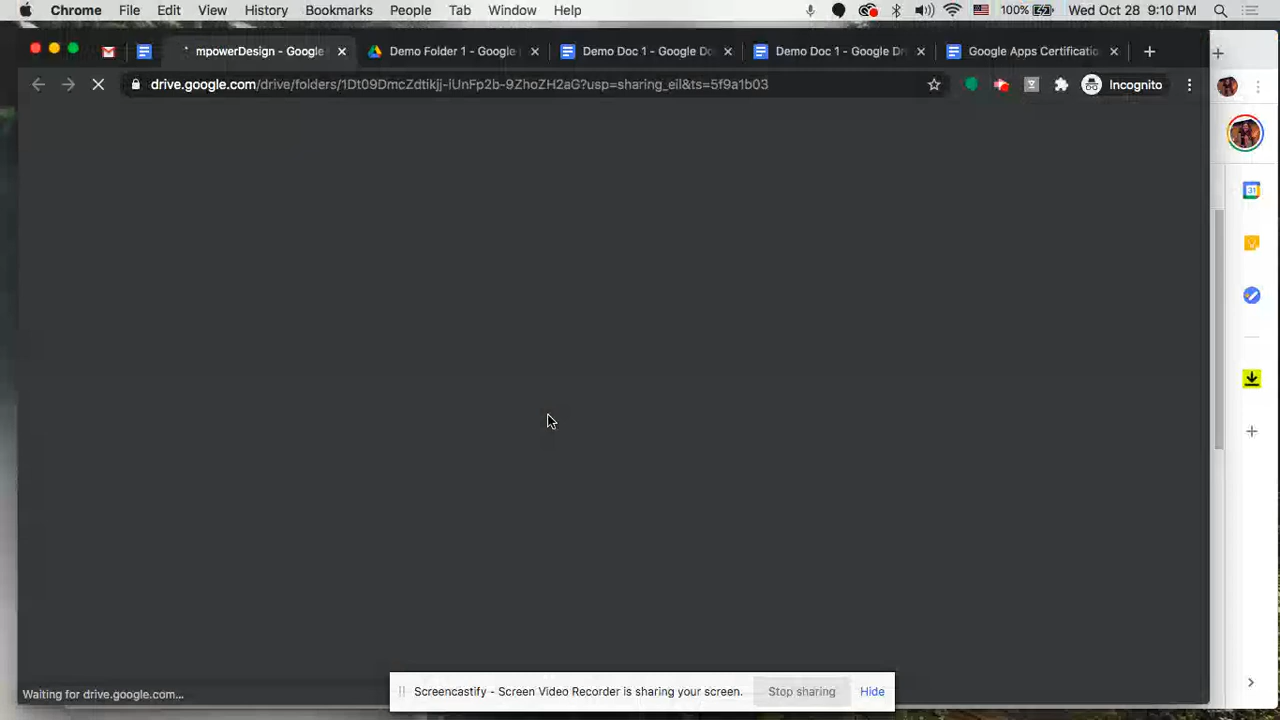 Chrome File Edit View History Bookmarks People Tab Window Help 100% Wed Oct 28 9:10 PM
mpowerDesign - Google Demo Folder 1 - Google Demo Doc 1 - Google Do Demo Doc 1 - Google Dr Google Apps Certificatio
drive.google.com/drive/folders/1Dt09DmcZdtikjj-iUnFp2b-9Z7hoZH2aG?usp=sharing_eil&ts=5f9a1b03 Incognito
31
Waiting for drive.google.com...
Screencastify - Screen Video Recorder is sharing your screen. Stop sharing Hide